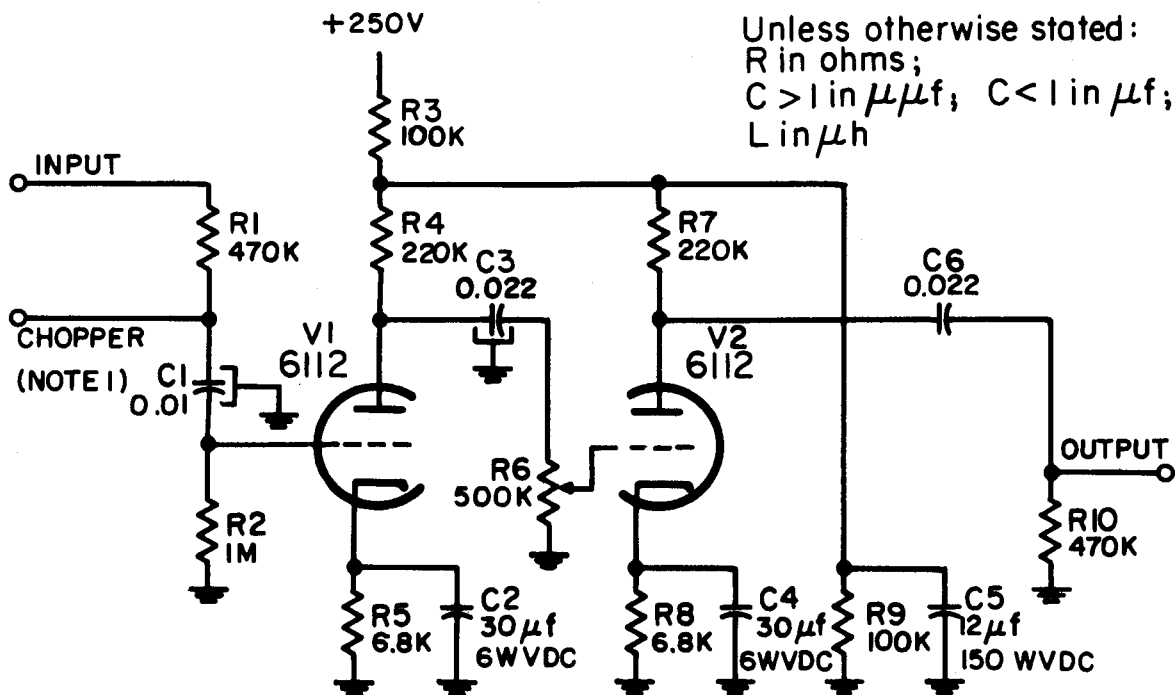 +250V
Unless otherwise stated:
R in ohms;
C > 1 in μμf; C < 1 in μf;
L in μh
R3
100K
INPUT
R1
470K
R4
220K
R7
220K
C3
0.022
C6
0.022
CHOPPER
(NOTE 1)
C1
0.01
V1
6112
V2
6112
R6
500K
OUTPUT
R2
1M
R10
470K
R5
6.8K
C2
30μf
6WVDC
R8
6.8K
C4
30μf
6WVDC
R9
100K
C5
12μf
150 WVDC